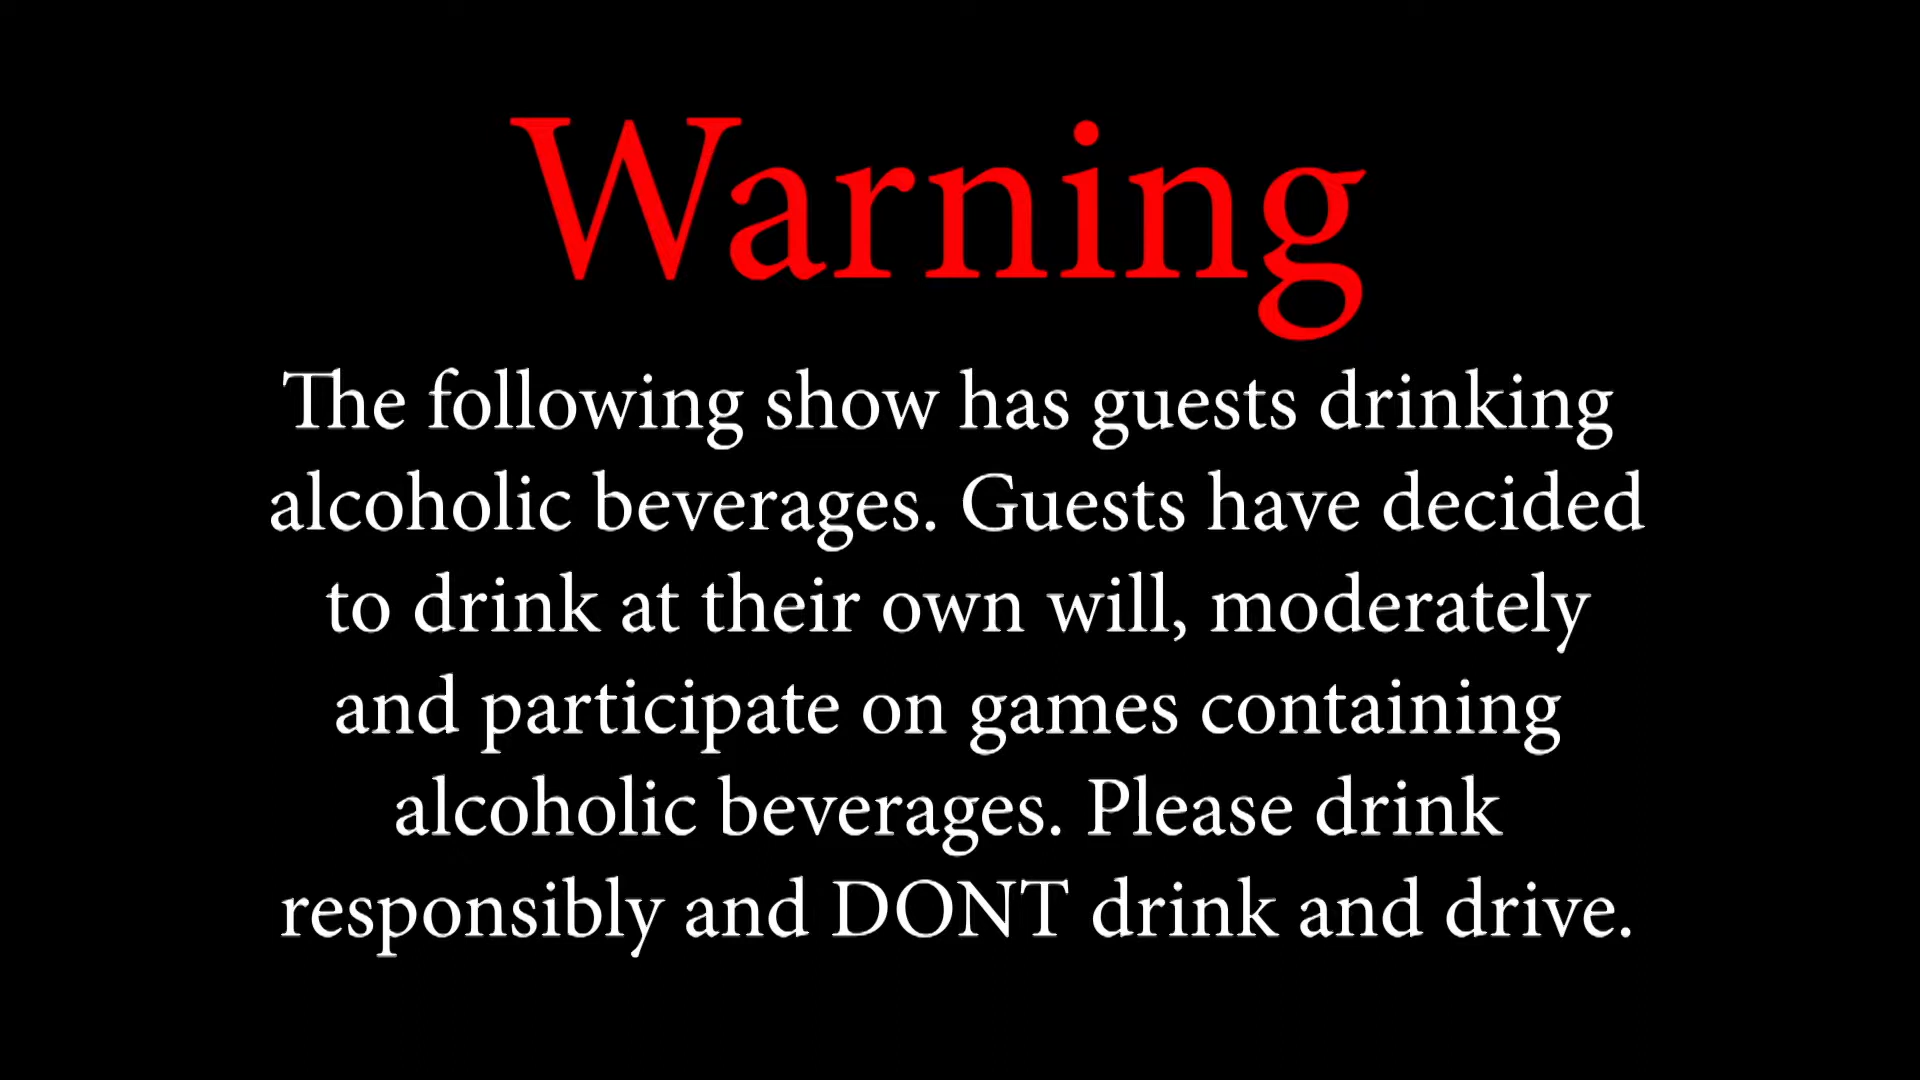 Warning
The following show has guests drinking
alcoholic beverages. Guests have decided
to drink at their own will, moderately
and participate on games containing
alcoholic beverages. Please drink
responsibly and DONT drink and drive.